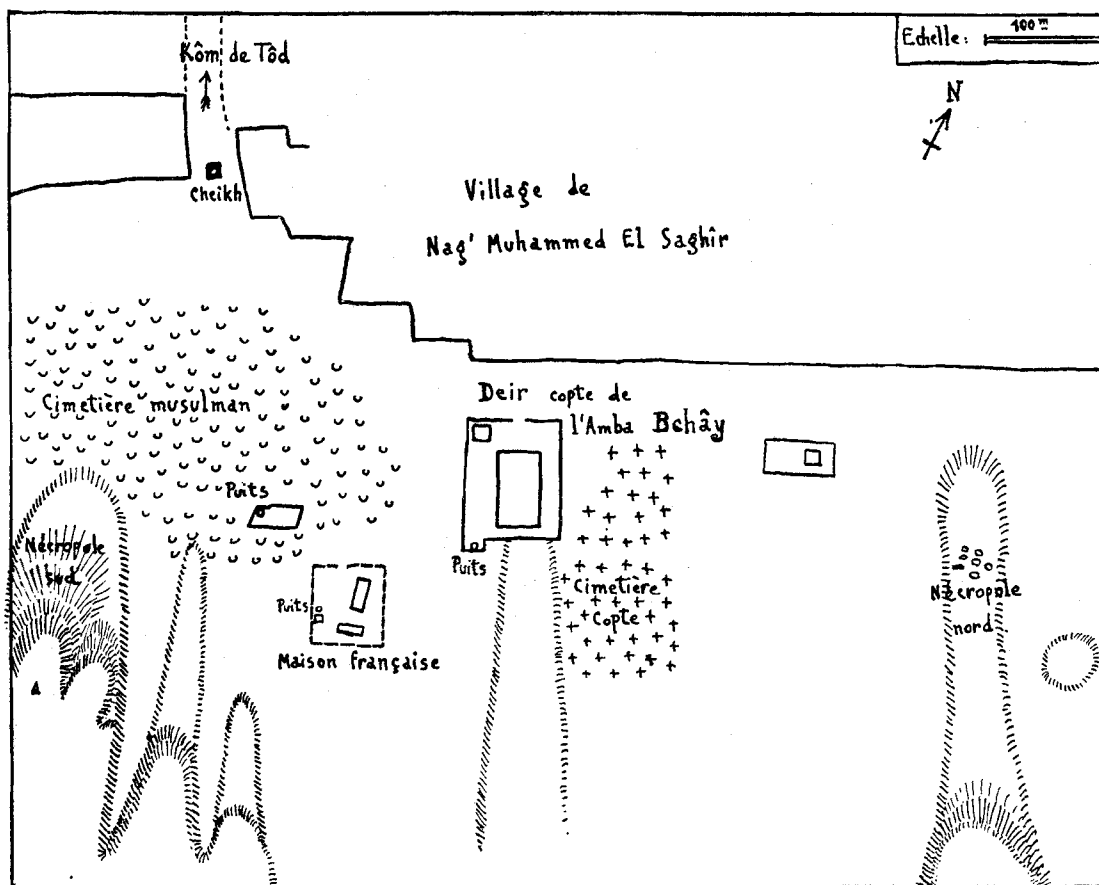 Echelle: 100 m
Kôm de Tôd
N
Cheikh
Village de
Nag' Muhammed El Saghîr
Deir copte de
l'Amba Bchây
Cimetière musulman
Puits
Nécropole
sud
Puits
Cimetière
Copte
Puits
Nécropole
nord
Maison française
A